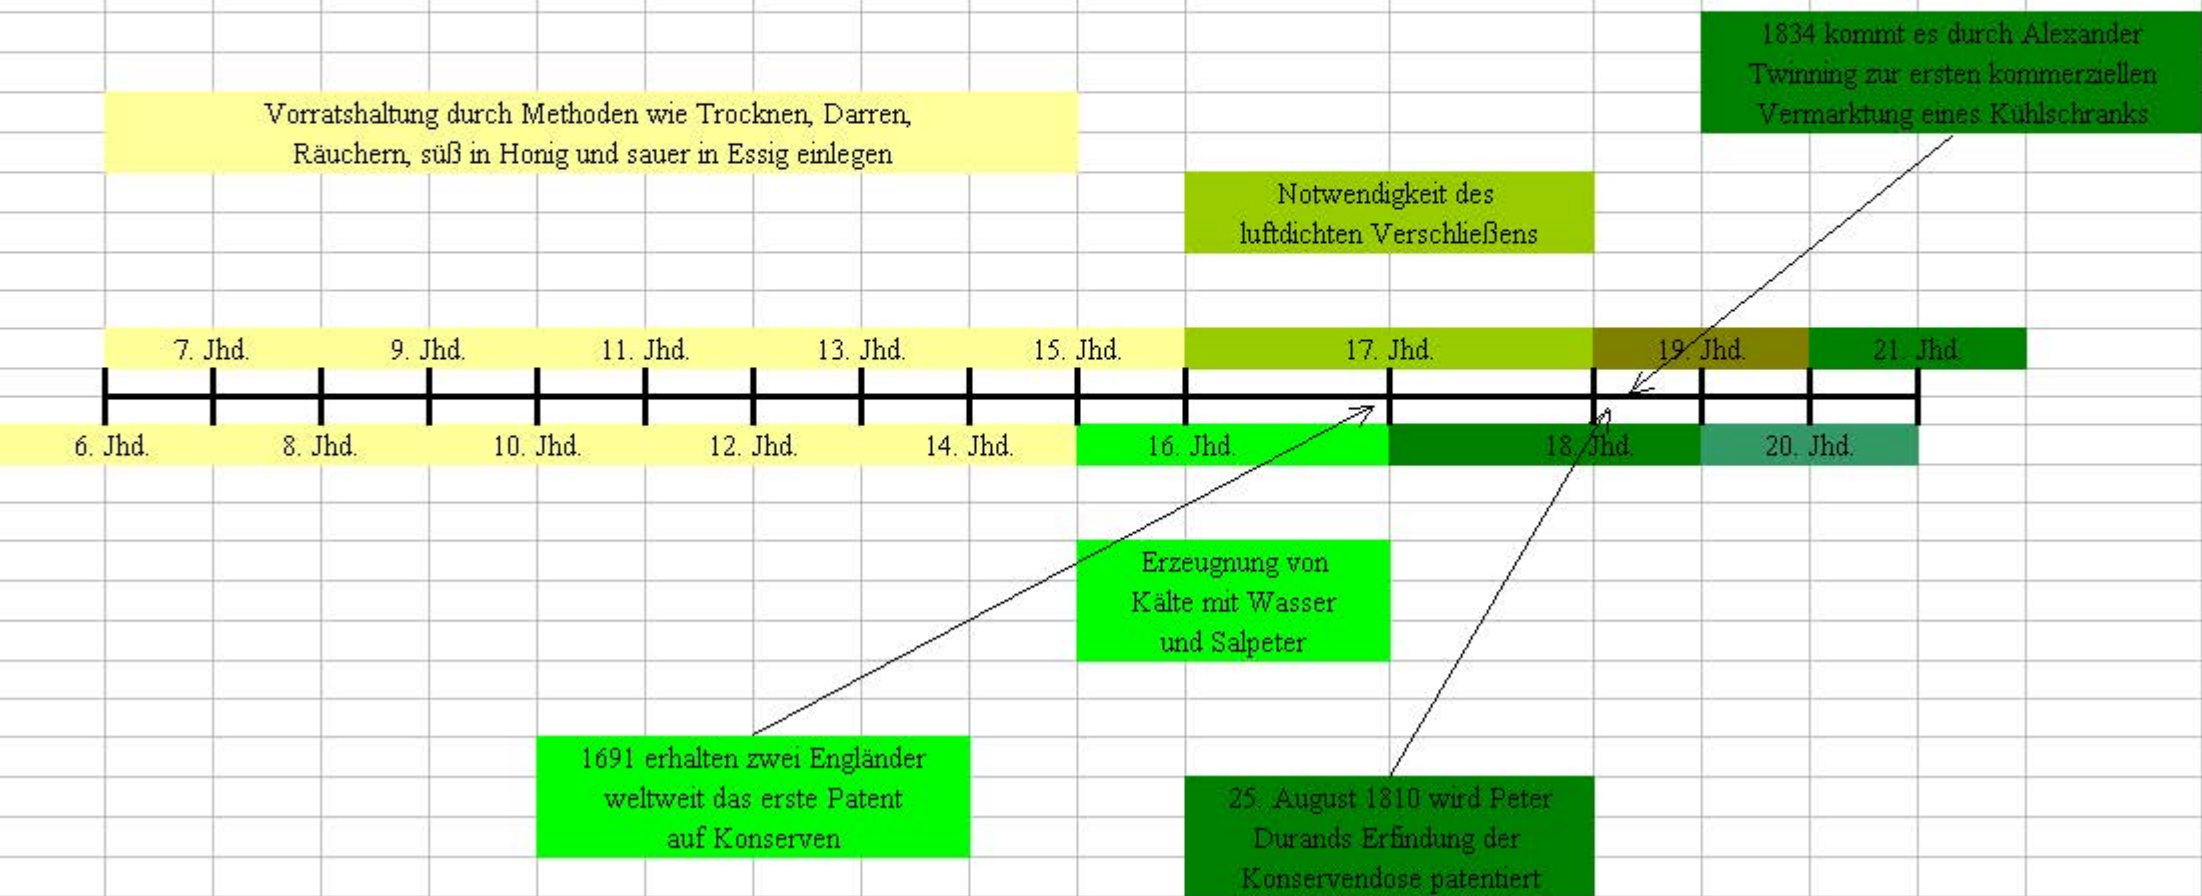 1834 kommt es durch Alexander
Twinning zur ersten kommerziellen
Vermarktung eines Kühlschranks
Vorratshaltung durch Methoden wie Trocknen, Darren,
Räuchern, süß in Honig und sauer in Essig einlegen
Notwendigkeit des
luftdichten Verschließens
7. Jhd. 9. Jhd. 11. Jhd. 13. Jhd. 15. Jhd. 17. Jhd. 19. Jhd. 21. Jhd.
6. Jhd. 8. Jhd. 10. Jhd. 12. Jhd. 14. Jhd. 16. Jhd. 18. Jhd. 20. Jhd.
Erzeugnung von
Kälte mit Wasser
und Salpeter
1691 erhalten zwei Engländer
weltweit das erste Patent
auf Konserven
25. August 1810 wird Peter
Durands Erfindung der
Konservendose patentiert